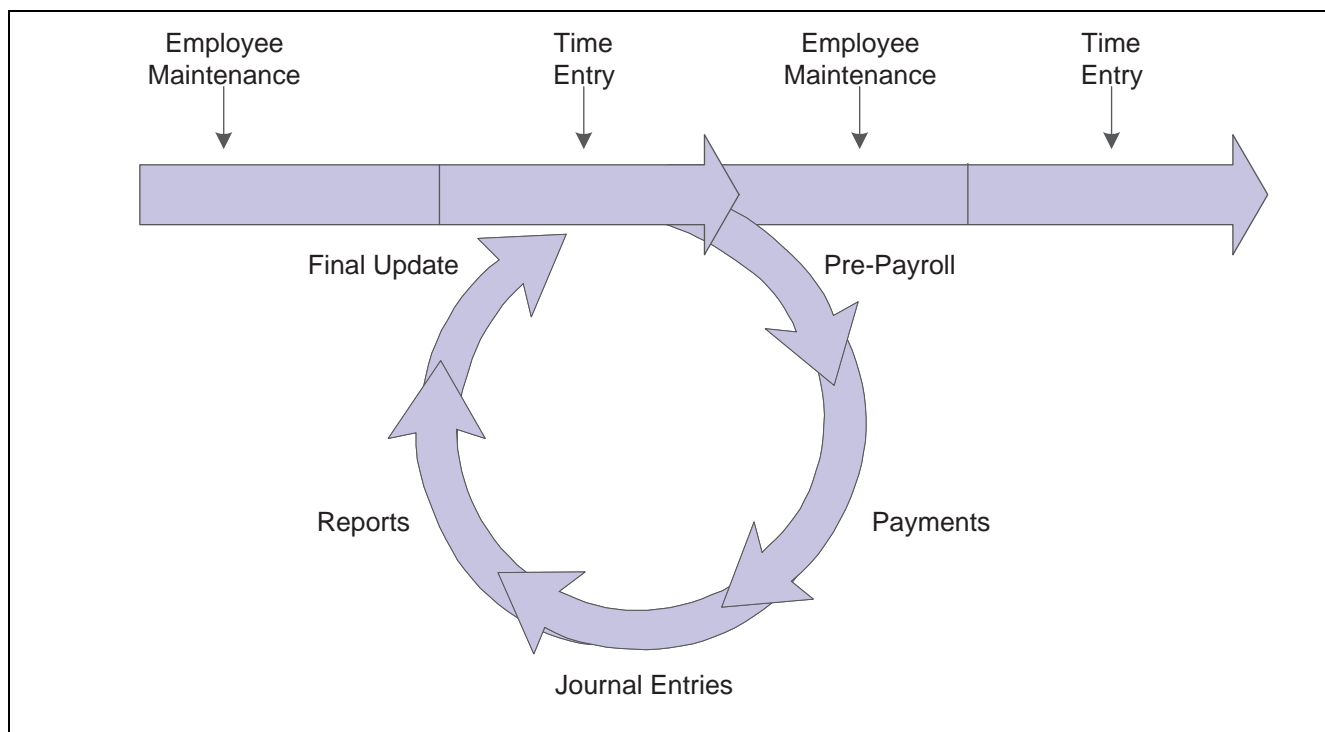 Employee
Maintenance
Time
Entry
Employee
Maintenance
Time
Entry
Final Update
Pre-Payroll
Reports
Payments
Journal Entries